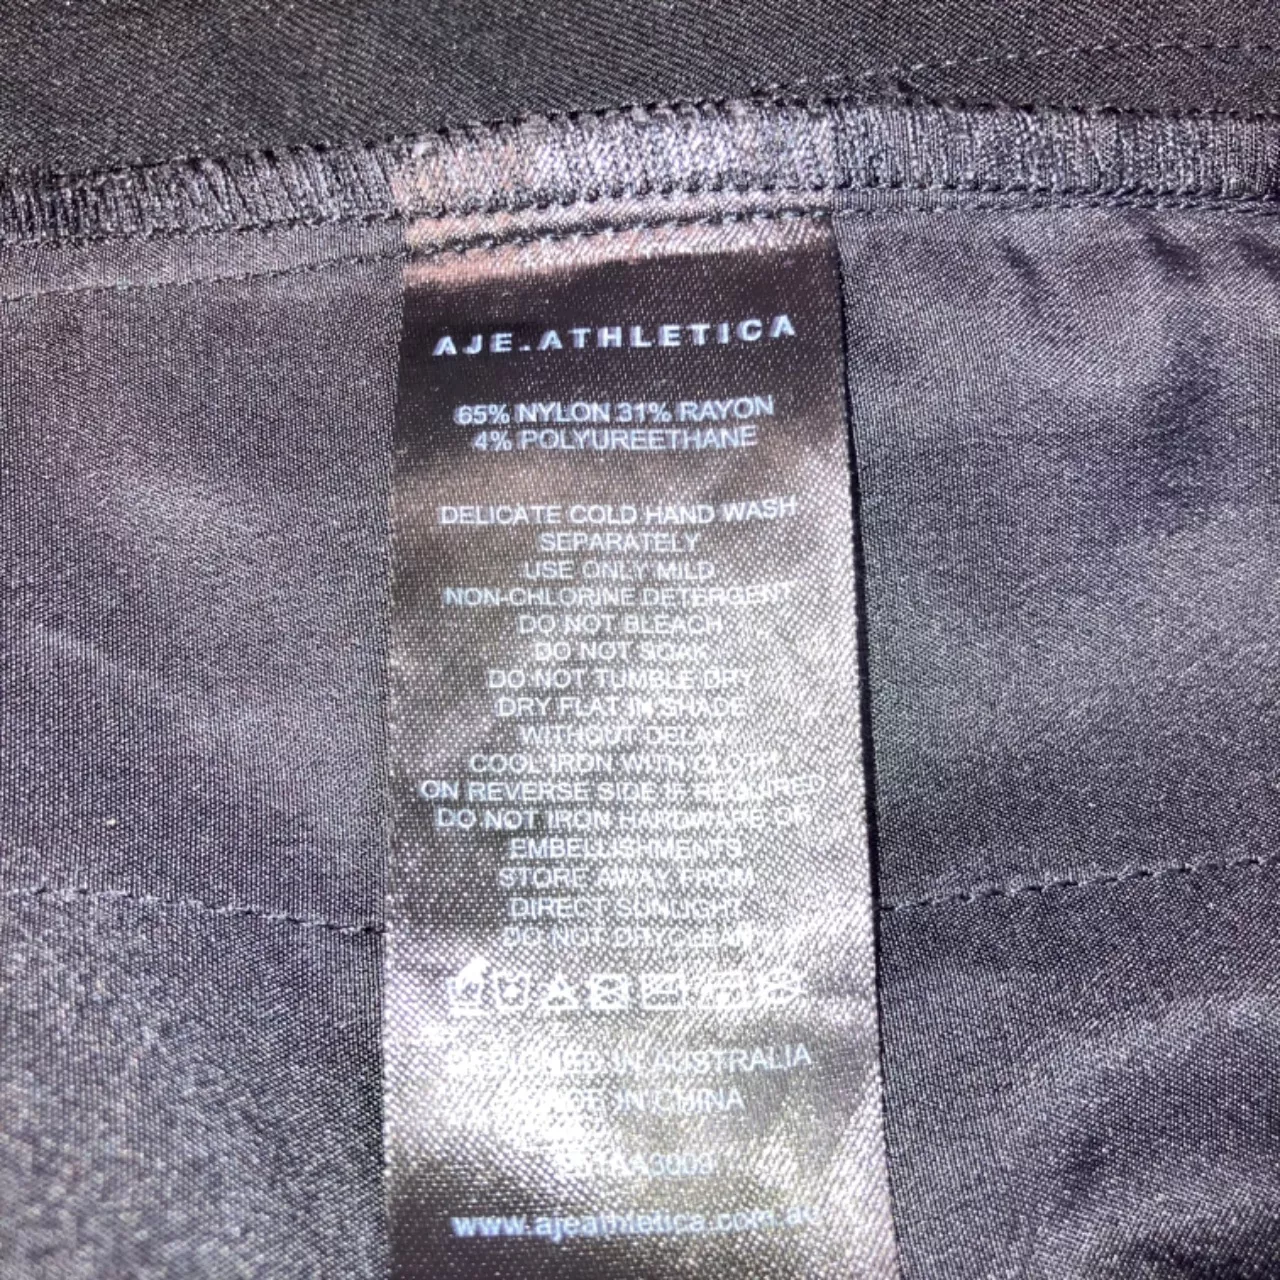 AJE.ATHLETICA
65% NYLON 31% RAYON
4% POLYUREETHANE
DELICATE COLD HAND WASH
SEPARATELY
USE ONLY MILD
NON-CHLORINE DETERGENT
DO NOT BLEACH
DO NOT SOAK
DO NOT TUMBLE DRY
DRY FLAT IN SHADE
WITHOUT DELAY
COOL IRON WITH CLOTH
ON REVERSE SIDE IF REQUIRED
DO NOT IRON HARDWARE OR
EMBELLISHMENTS
STORE AWAY FROM
DIRECT SUNLIGHT
DO NOT DRYCLEAN
DESIGNED IN AUSTRALIA
MADE IN CHINA
www.ajeathletica.com.au